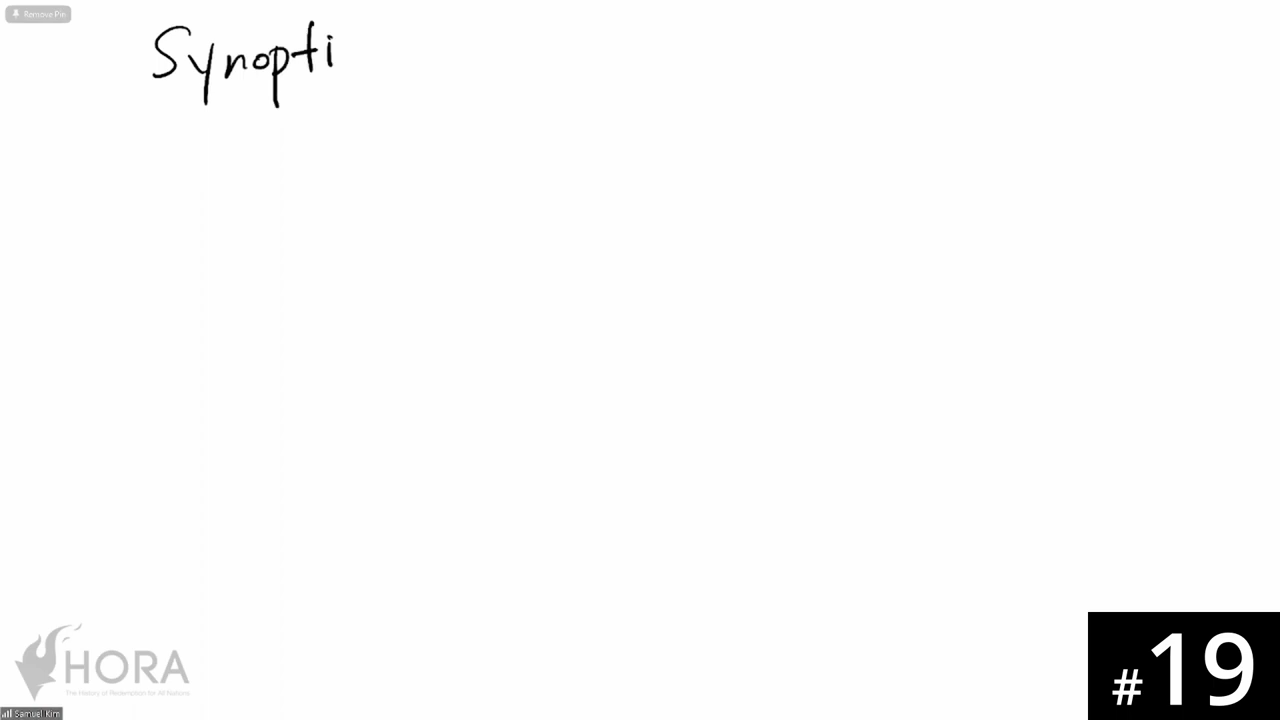 Remove Pin
Synopti
HORA
The History of Redemption for All Nations
Samuel Kim
#19